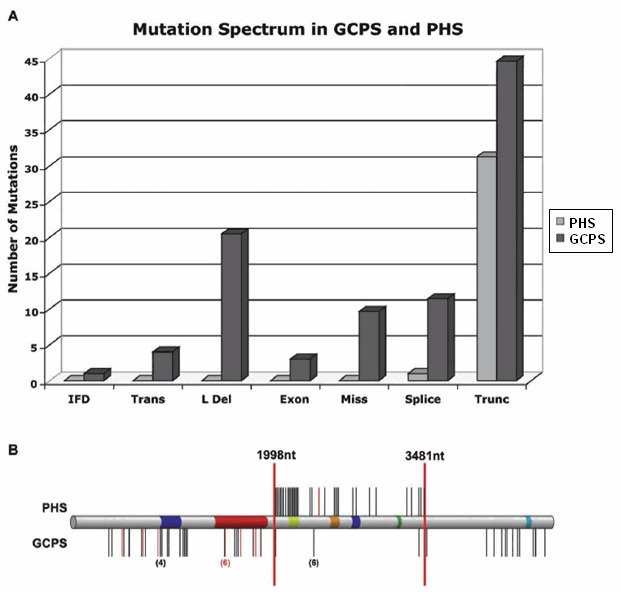 A
Mutation Spectrum in GCPS and PHS
Number of Mutations
45
40
35
30
25
20
15
10
5
0
IFD Trans L Del Exon Miss Splice Trunc
PHS
GCPS
B
1998nt 3481nt
PHS
GCPS
(4) (6) (6)